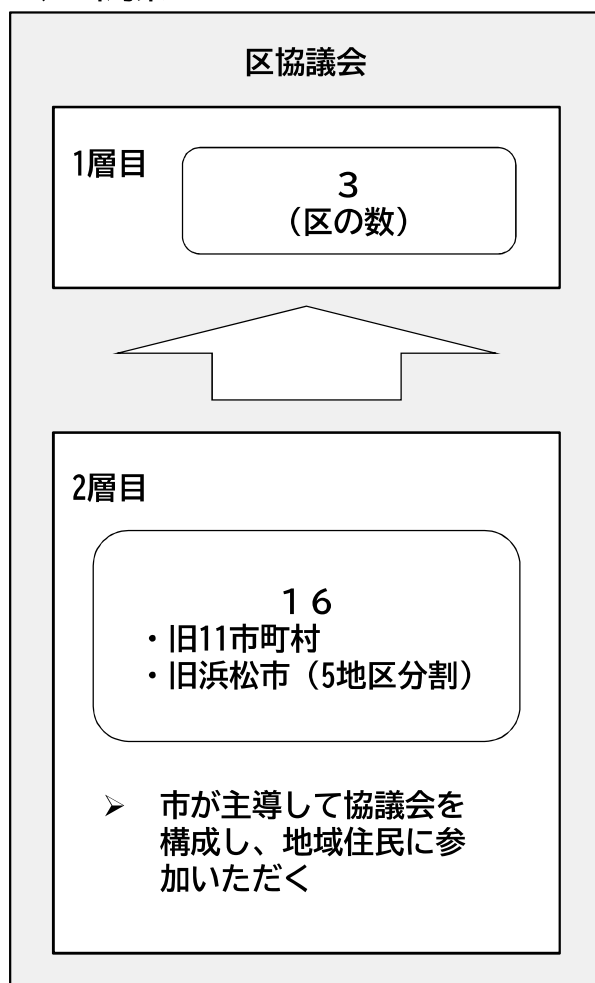 区協議会
1層目
３
（区の数）
2層目
１６
・旧11市町村
・旧浜松市（5地区分割）
➢ 市が主導して協議会を
構成し、地域住民に参
加いただく